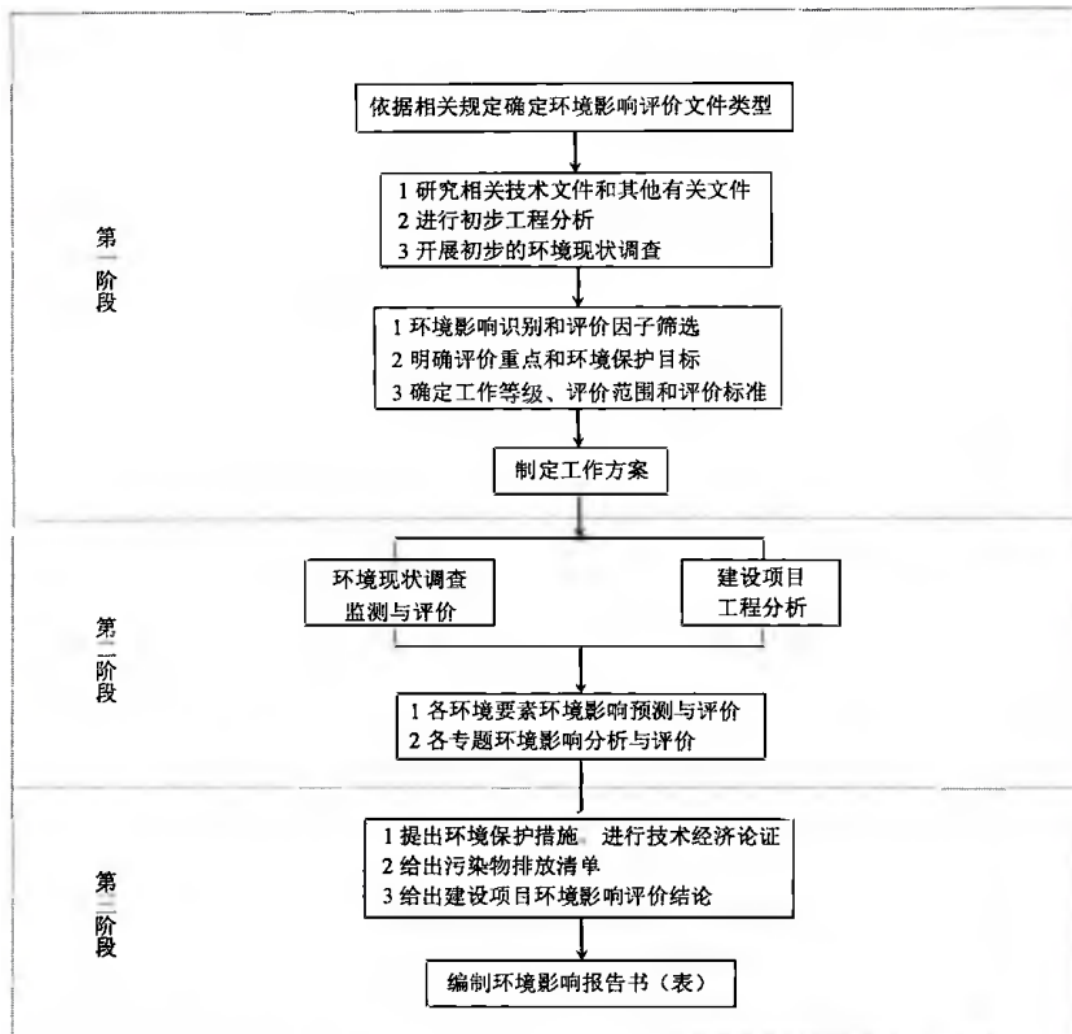 依据相关规定确定环境影响评价文件类型
1 研究相关技术文件和其他有关文件
2 进行初步工程分析
3 开展初步的环境现状调查
第一阶段
1 环境影响识别和评价因子筛选
2 明确评价重点和环境保护目标
3 确定工作等级、评价范围和评价标准
制定工作方案
环境现状调查
监测与评价
建设项目
工程分析
第二阶段
1 各环境要素环境影响预测与评价
2 各专题环境影响分析与评价
1 提出环境保护措施，进行技术经济论证
2 给出污染物排放清单
3 给出建设项目环境影响评价结论
第三阶段
编制环境影响报告书（表）